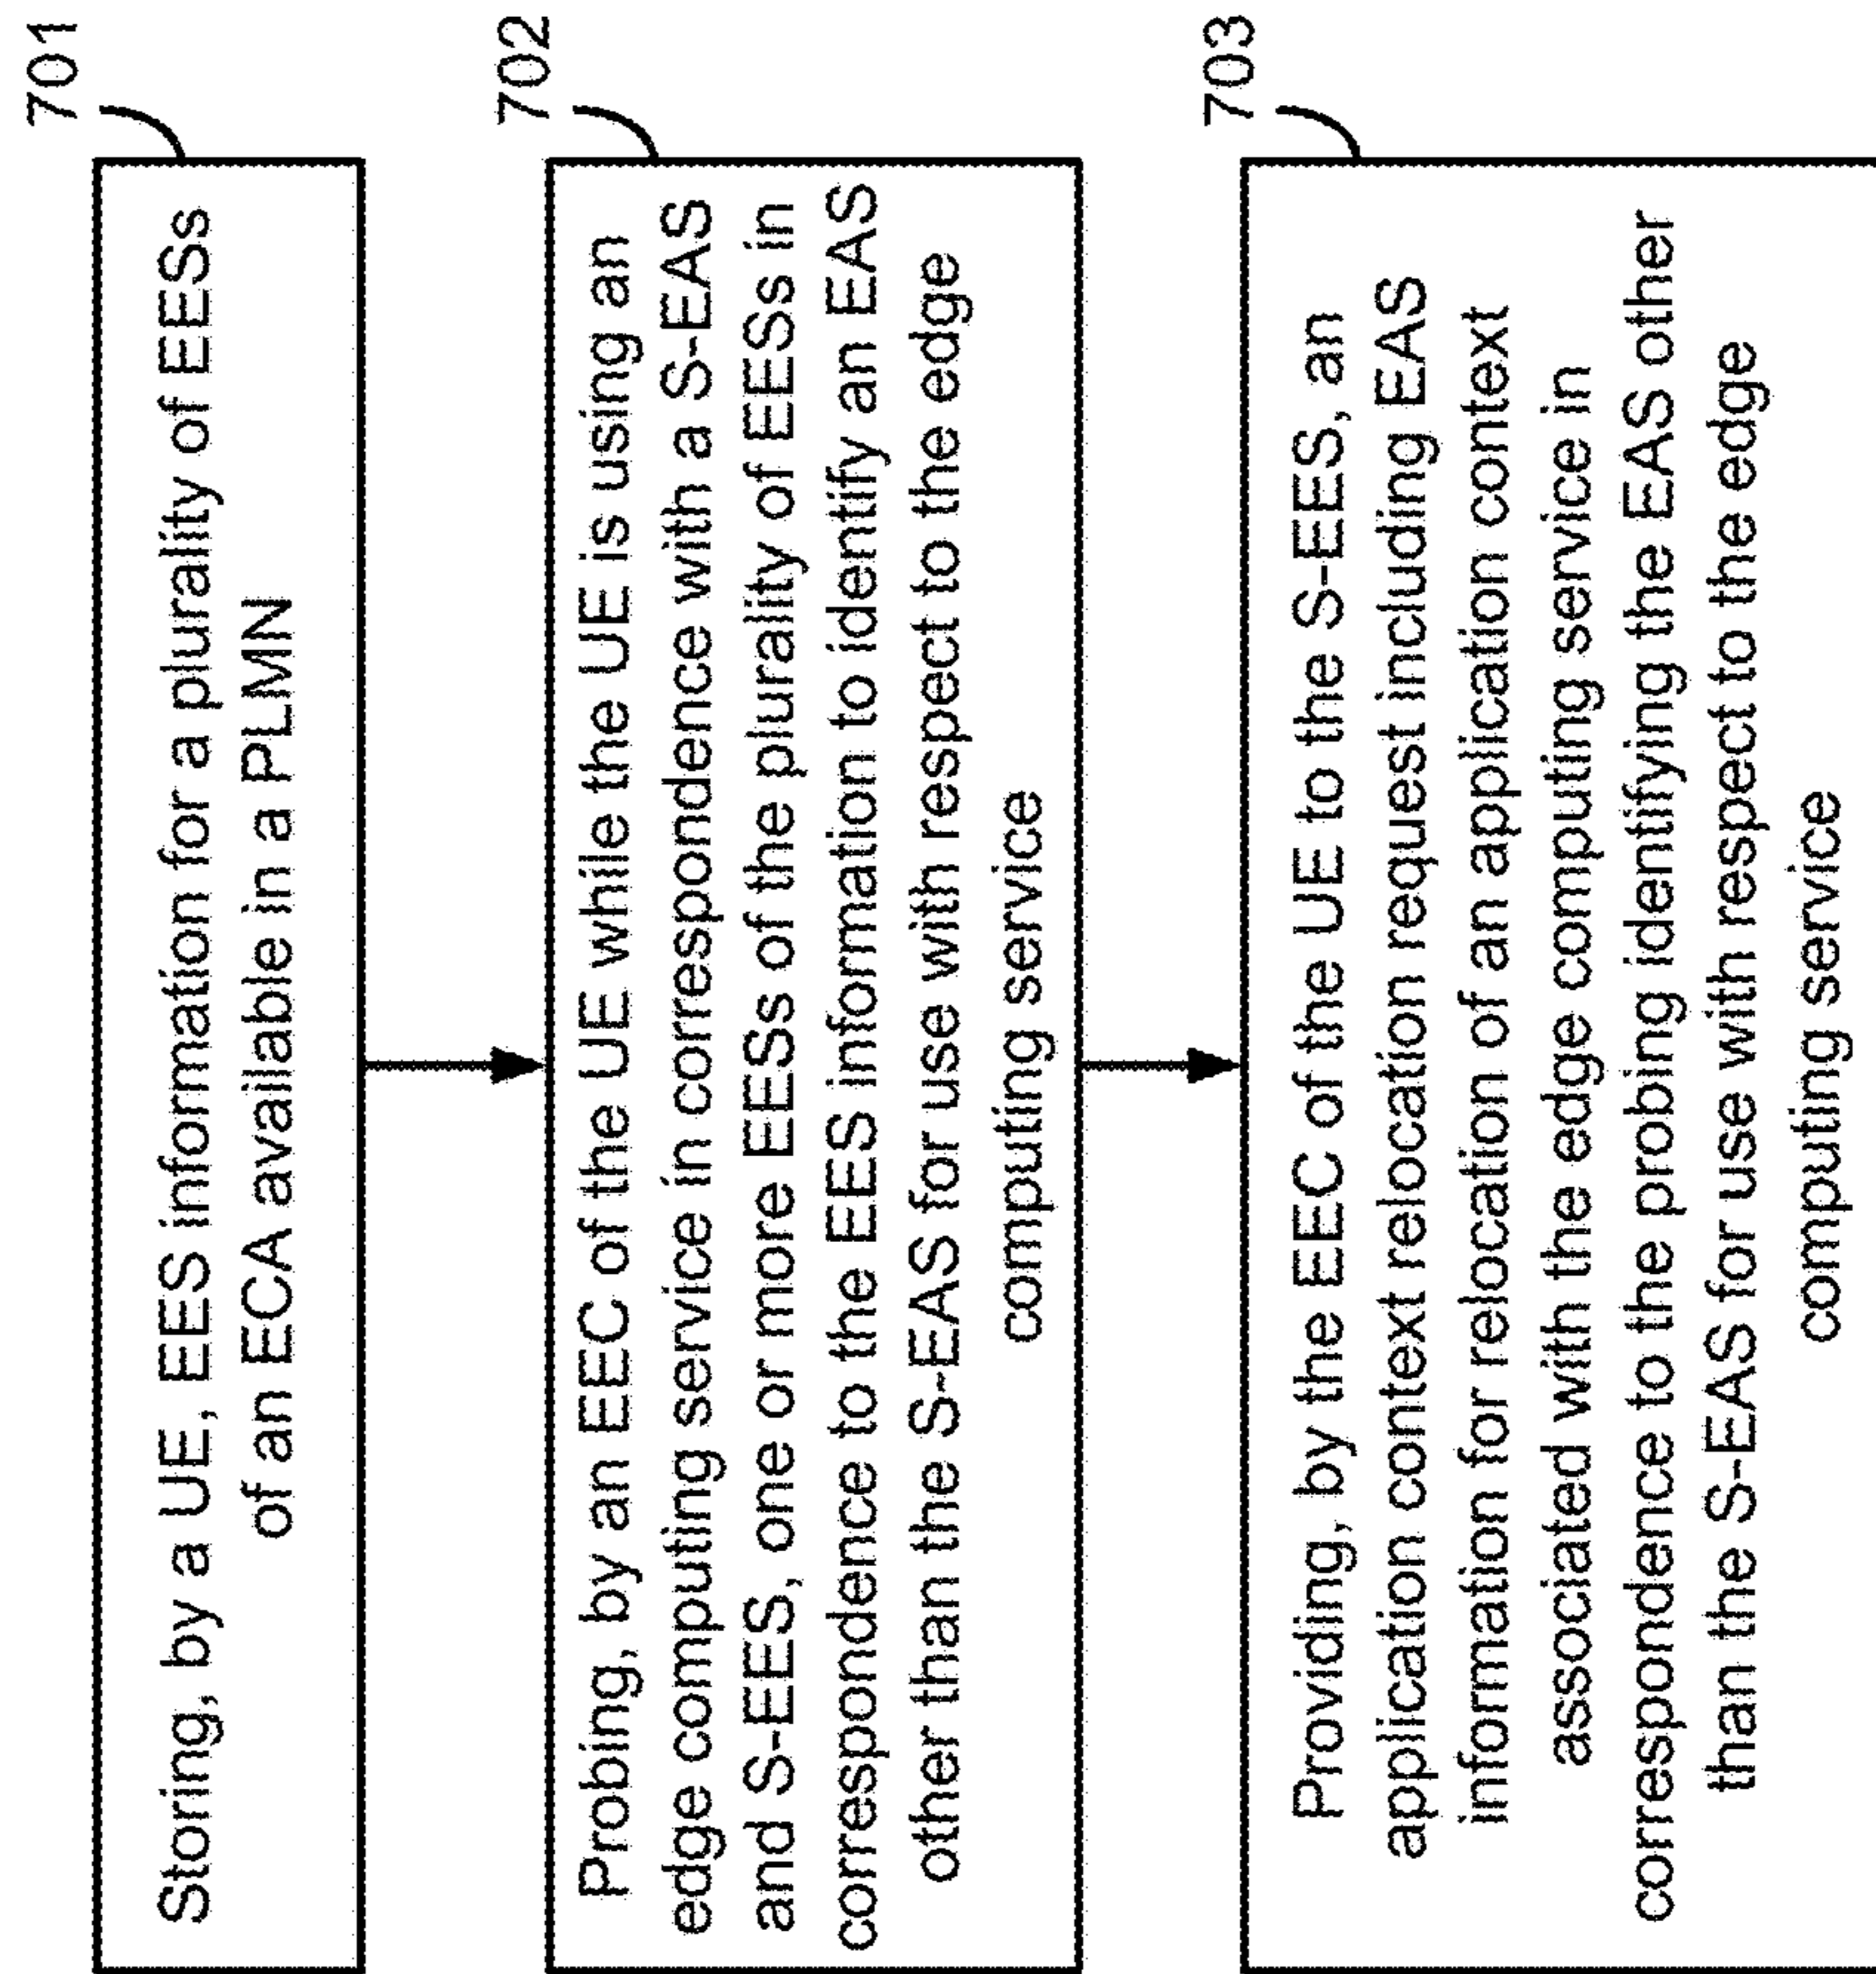 701
Storing, by a UE, EES information for a plurality of EESs
of an ECA available in a PLMN
702
Probing, by an EEC of the UE while the UE is using an
edge computing service in correspondence with a S-EAS
and S-EES, one or more EESs of the plurality of EESs in
correspondence to the EES information to identify an EAS
other than the S-EAS for use with respect to the edge
computing service
703
Providing, by the EEC of the UE to the S-EES, an
application context relocation request including EAS
information for relocation of an application context
associated with the edge computing service in
correspondence to the probing identifying the EAS other
than the S-EAS for use with respect to the edge
computing service